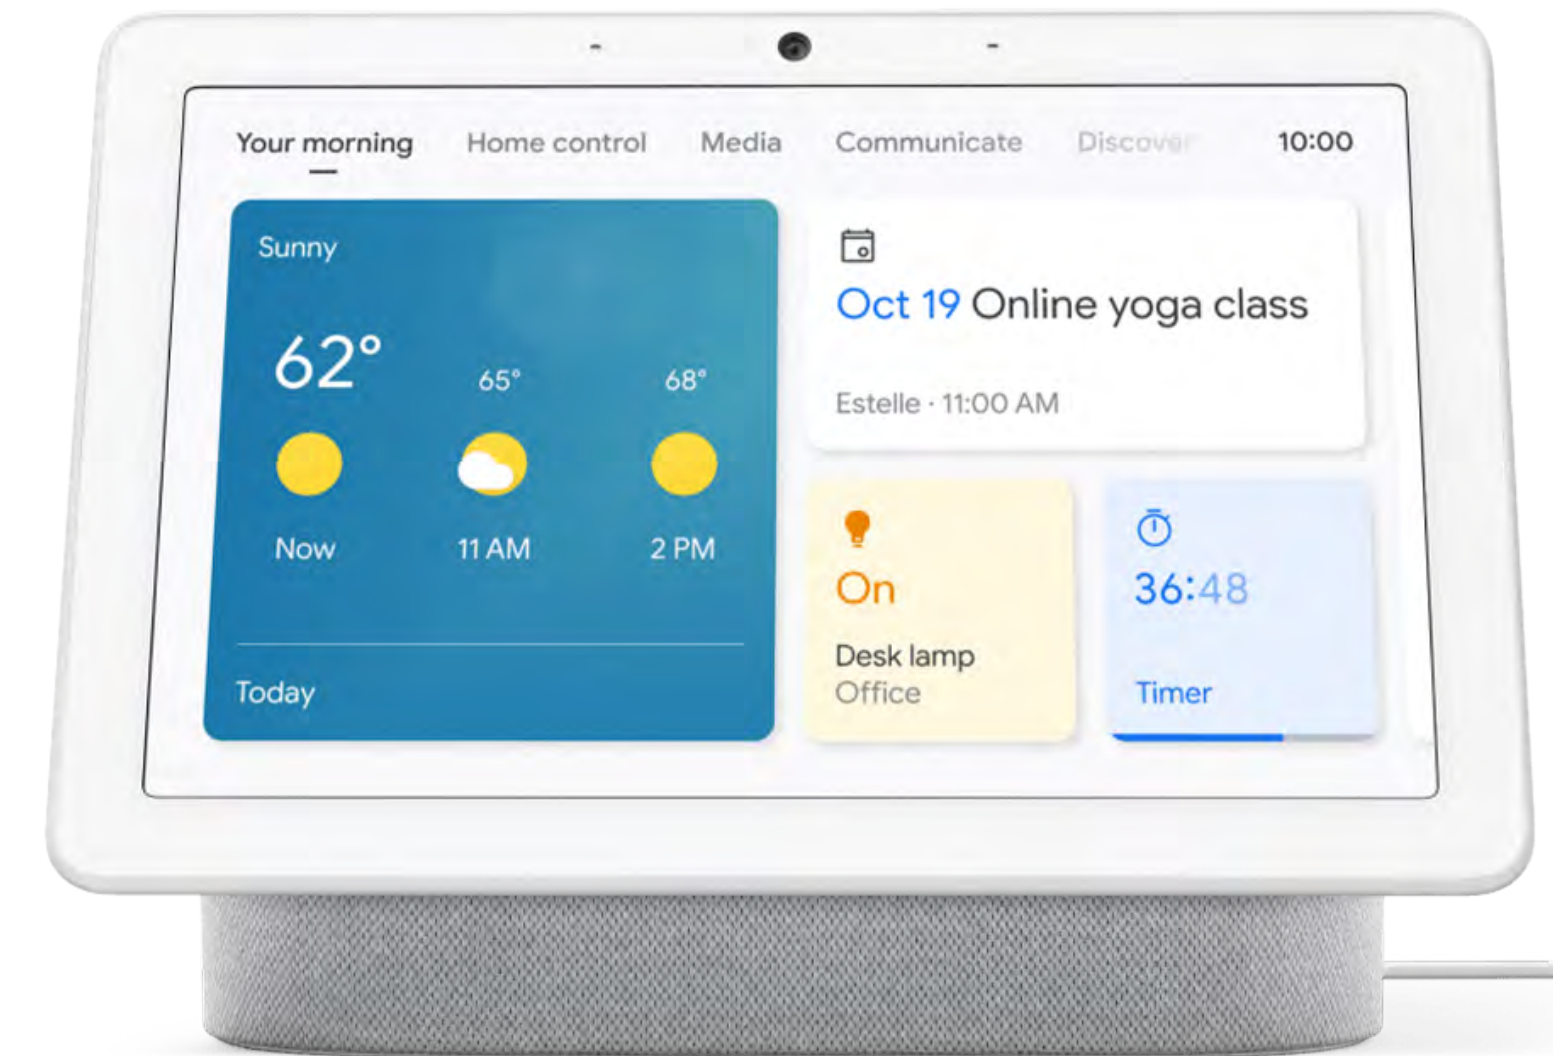 Your morning Home control Media Communicate Discover 10:00
Sunny
62° 65° 68°
Now 11 AM 2 PM
Today
Oct 19 Online yoga class
Estelle · 11:00 AM
On
Desk lamp
Office
36:48
Timer